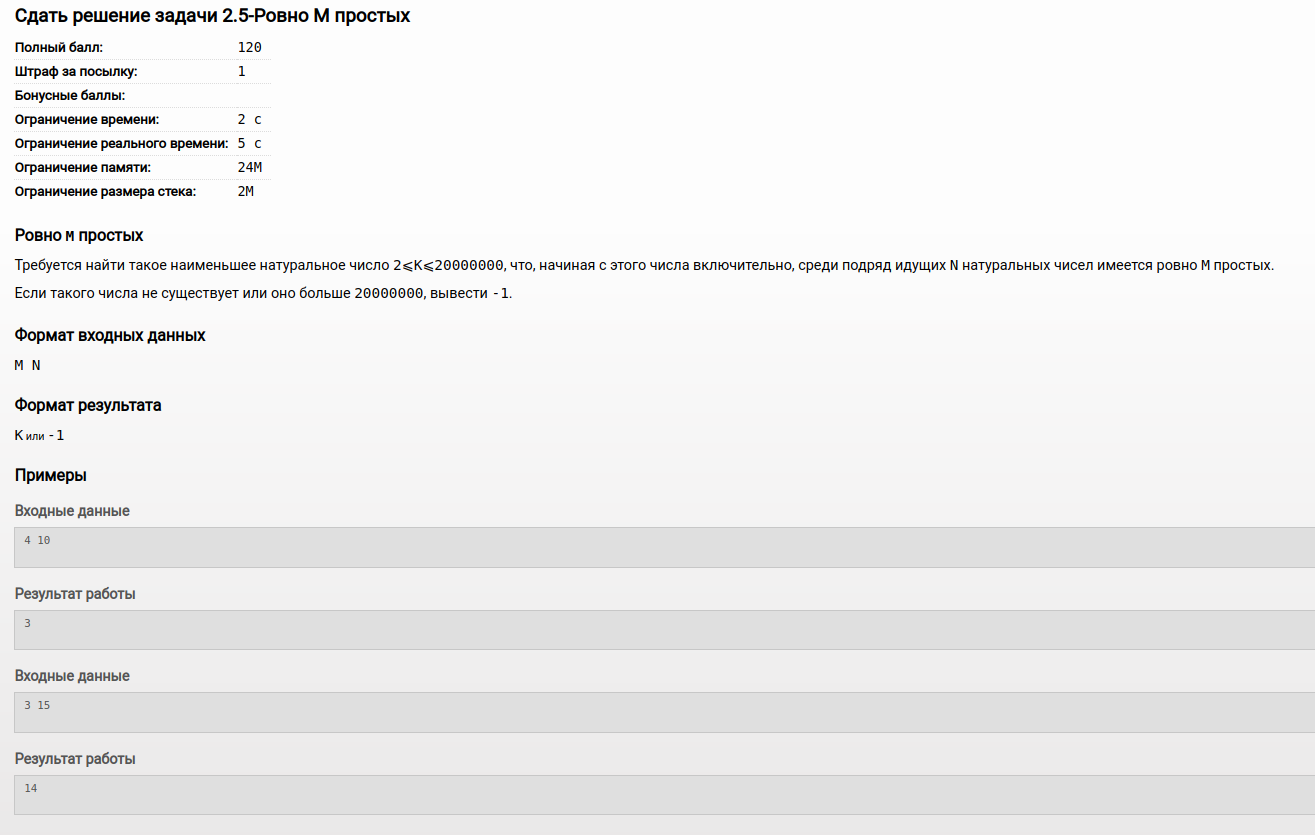 Сдать решение задачи 2.5-Ровно М простых
Полный балл: 120
Штраф за посылку: 1
Бонусные баллы:
Ограничение времени: 2 с
Ограничение реального времени: 5 с
Ограничение памяти: 24M
Ограничение размера стека: 2M
Ровно M простых
Требуется найти такое наименьшее натуральное число 2⩽K⩽20000000, что, начиная с этого числа включительно, среди подряд идущих N натуральных чисел имеется ровно M простых.
Если такого числа не существует или оно больше 20000000, вывести -1.
Формат входных данных
M N
Формат результата
K или -1
Примеры
Входные данные
4 10
Результат работы
3
Входные данные
3 15
Результат работы
14